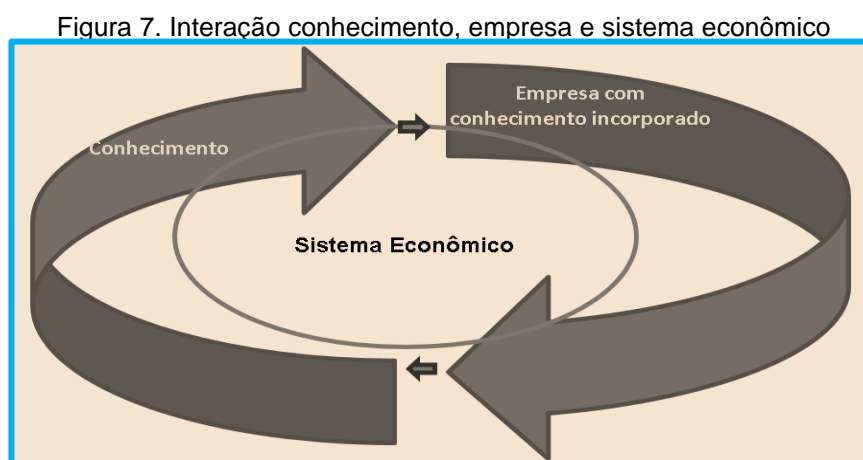 Figura 7. Interação conhecimento, empresa e sistema econômico
Empresa com
conhecimento incorporado
Conhecimento
Sistema Econômico